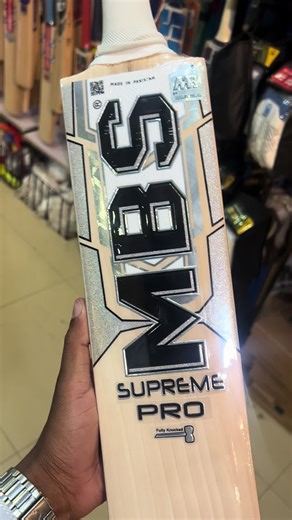 MBS
SUPREME
PRO
Fully Knocked